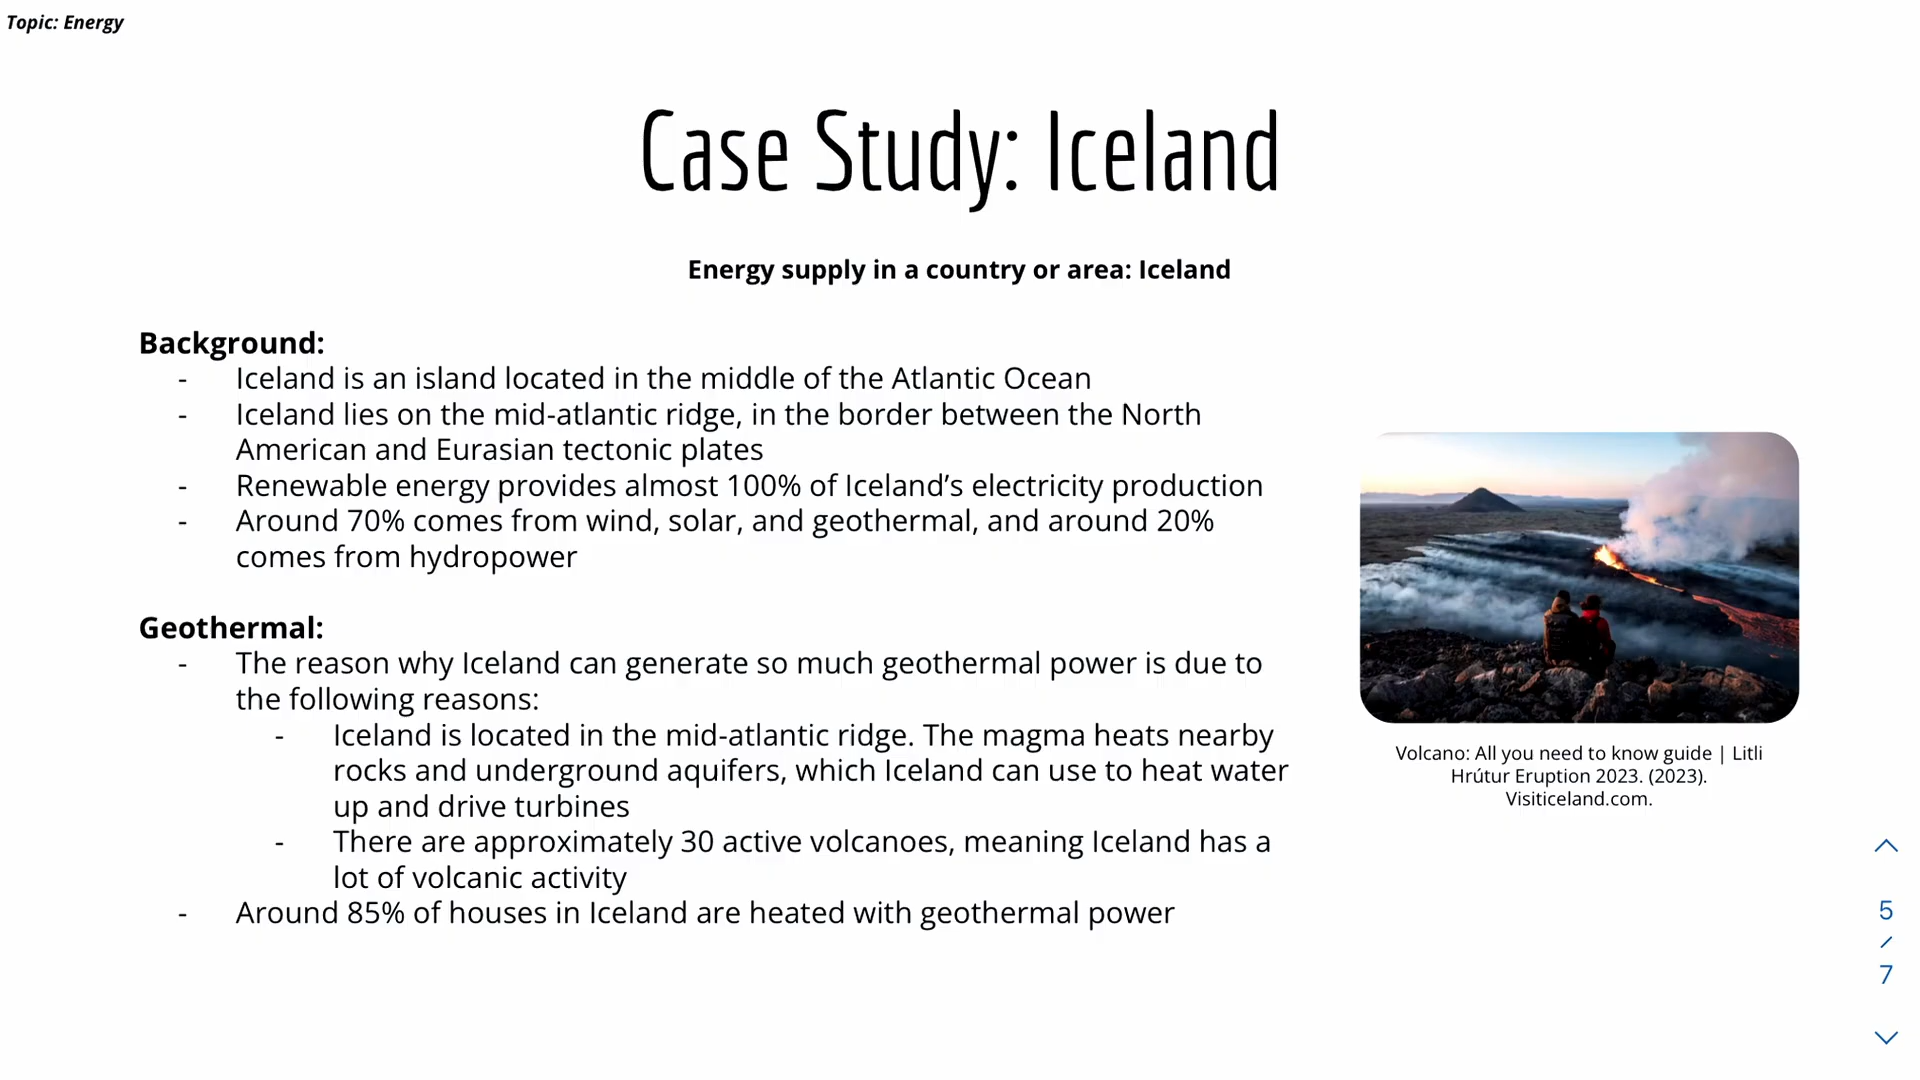 Topic: Energy
Case Study: Iceland
Energy supply in a country or area: Iceland
Background:
- Iceland is an island located in the middle of the Atlantic Ocean
- Iceland lies on the mid-atlantic ridge, in the border between the North
American and Eurasian tectonic plates
- Renewable energy provides almost 100% of Iceland’s electricity production
- Around 70% comes from wind, solar, and geothermal, and around 20%
comes from hydropower
Geothermal:
- The reason why Iceland can generate so much geothermal power is due to
the following reasons:
- Iceland is located in the mid-atlantic ridge. The magma heats nearby
rocks and underground aquifers, which Iceland can use to heat water
up and drive turbines
- There are approximately 30 active volcanoes, meaning Iceland has a
lot of volcanic activity
- Around 85% of houses in Iceland are heated with geothermal power
Volcano: All you need to know guide | Litli
Hrútur Eruption 2023. (2023).
Visiticeland.com.
5
/
7